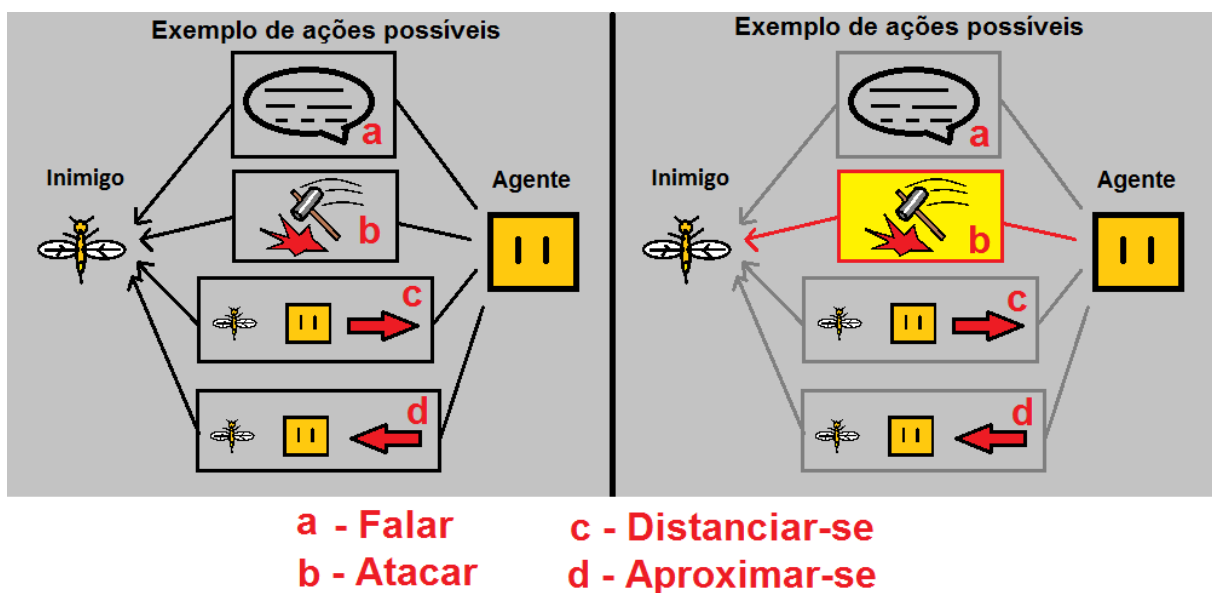 Exemplo de ações possíveis
a
Inimigo
Agente
b
c
d
Exemplo de ações possíveis
a
Inimigo
Agente
b
c
d
a - Falar
c - Distanciar-se
b - Atacar
d - Aproximar-se